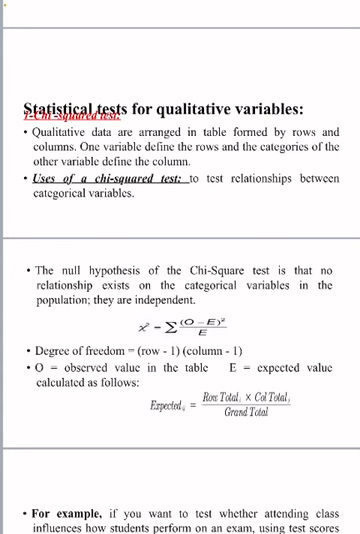 Statistical tests for qualitative variables:
1-Chi -squared test:
• Qualitative data are arranged in table formed by rows and
columns. One variable define the rows and the categories of the
other variable define the column.
• Uses of a chi-squared test: to test relationships between
categorical variables.
• The null hypothesis of the Chi-Square test is that no
relationship exists on the categorical variables in the
population; they are independent.
x² = ∑ (O – E)² / E
• Degree of freedom = (row - 1) (column - 1)
• O = observed value in the table E = expected value
calculated as follows:
Expected ᵢⱼ = Row Total ᵢ × Col Total ⱼ / Grand Total
• For example, if you want to test whether attending class
influences how students perform on an exam, using test scores